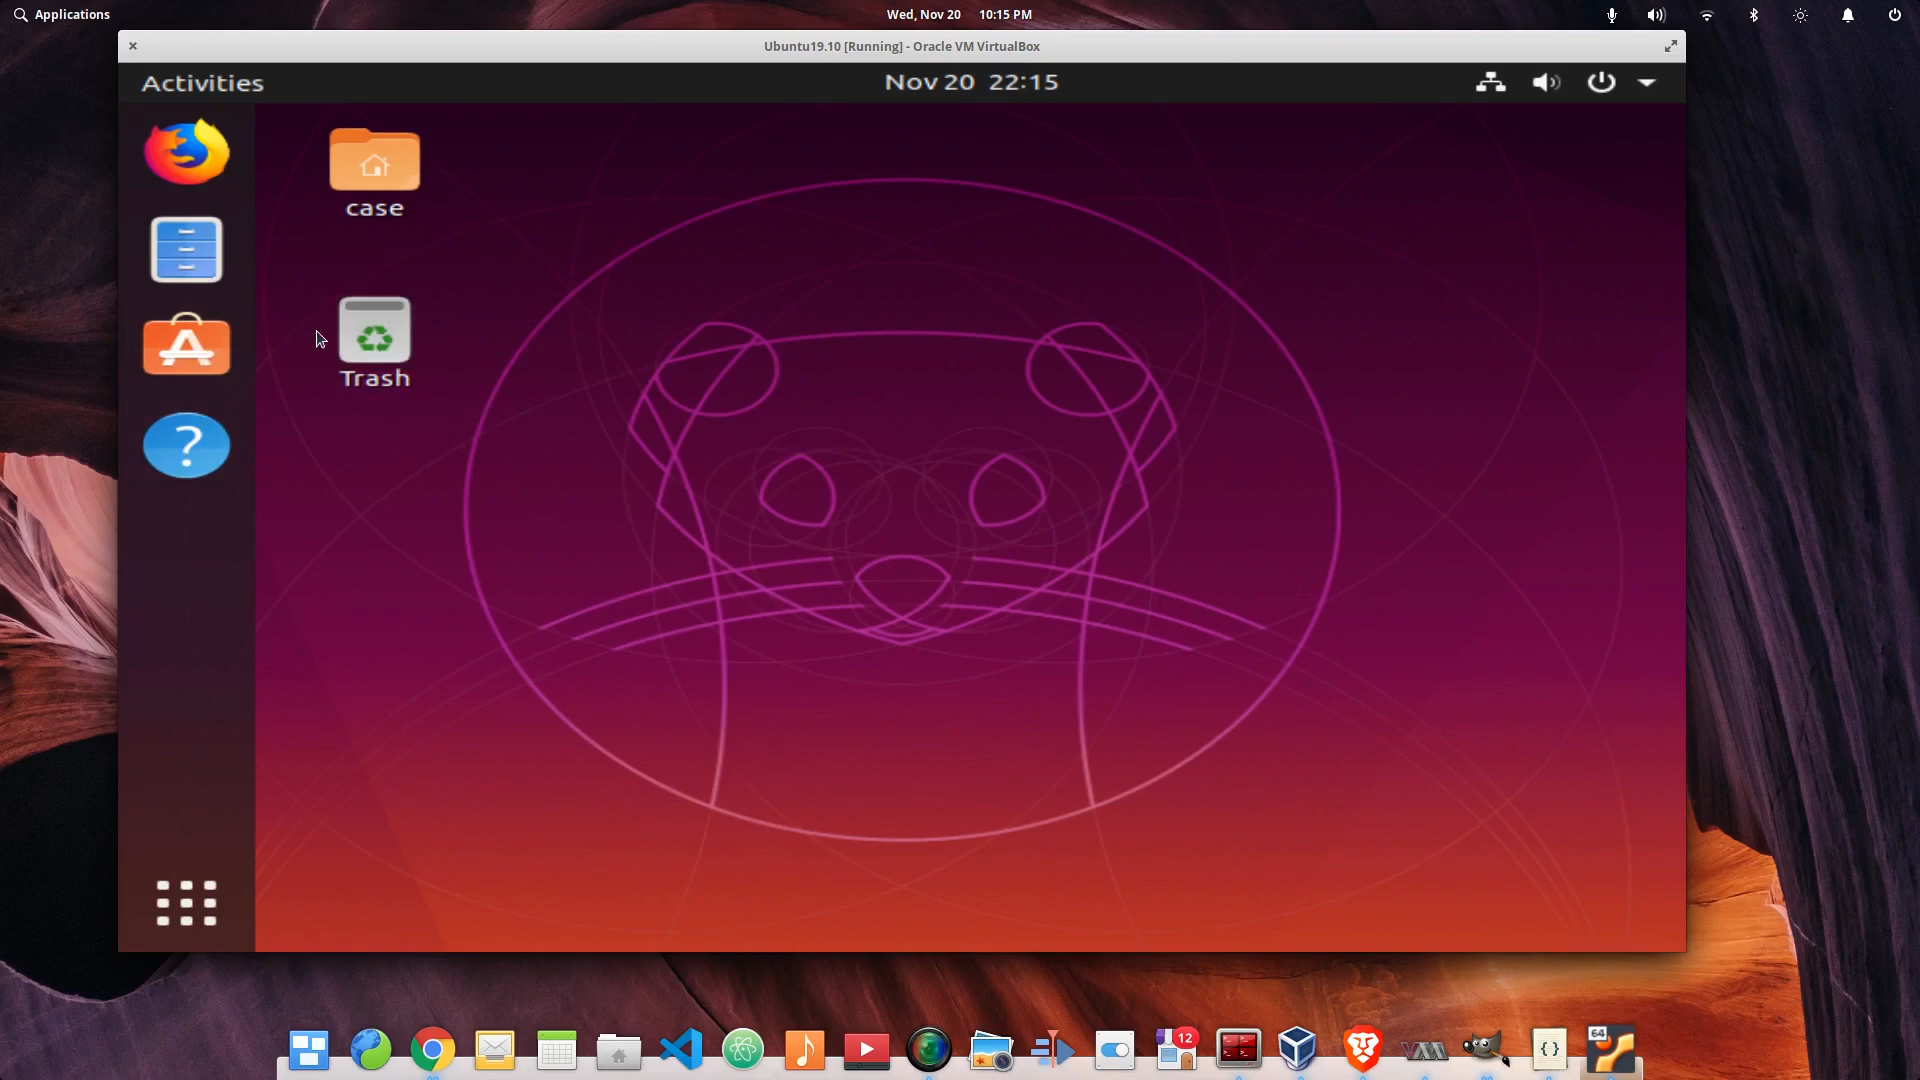 Applications
Wed, Nov 20 10:15 PM
Ubuntu19.10 [Running] - Oracle VM VirtualBox
Activities
Nov 20 22:15
case
Trash
?
12
{ }
64